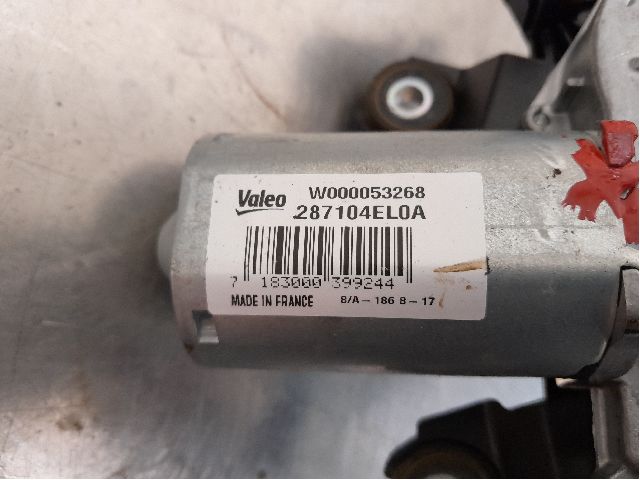 Valeo W000053268
287104EL0A
7 183000 399244
MADE IN FRANCE 8/A-186 8-17